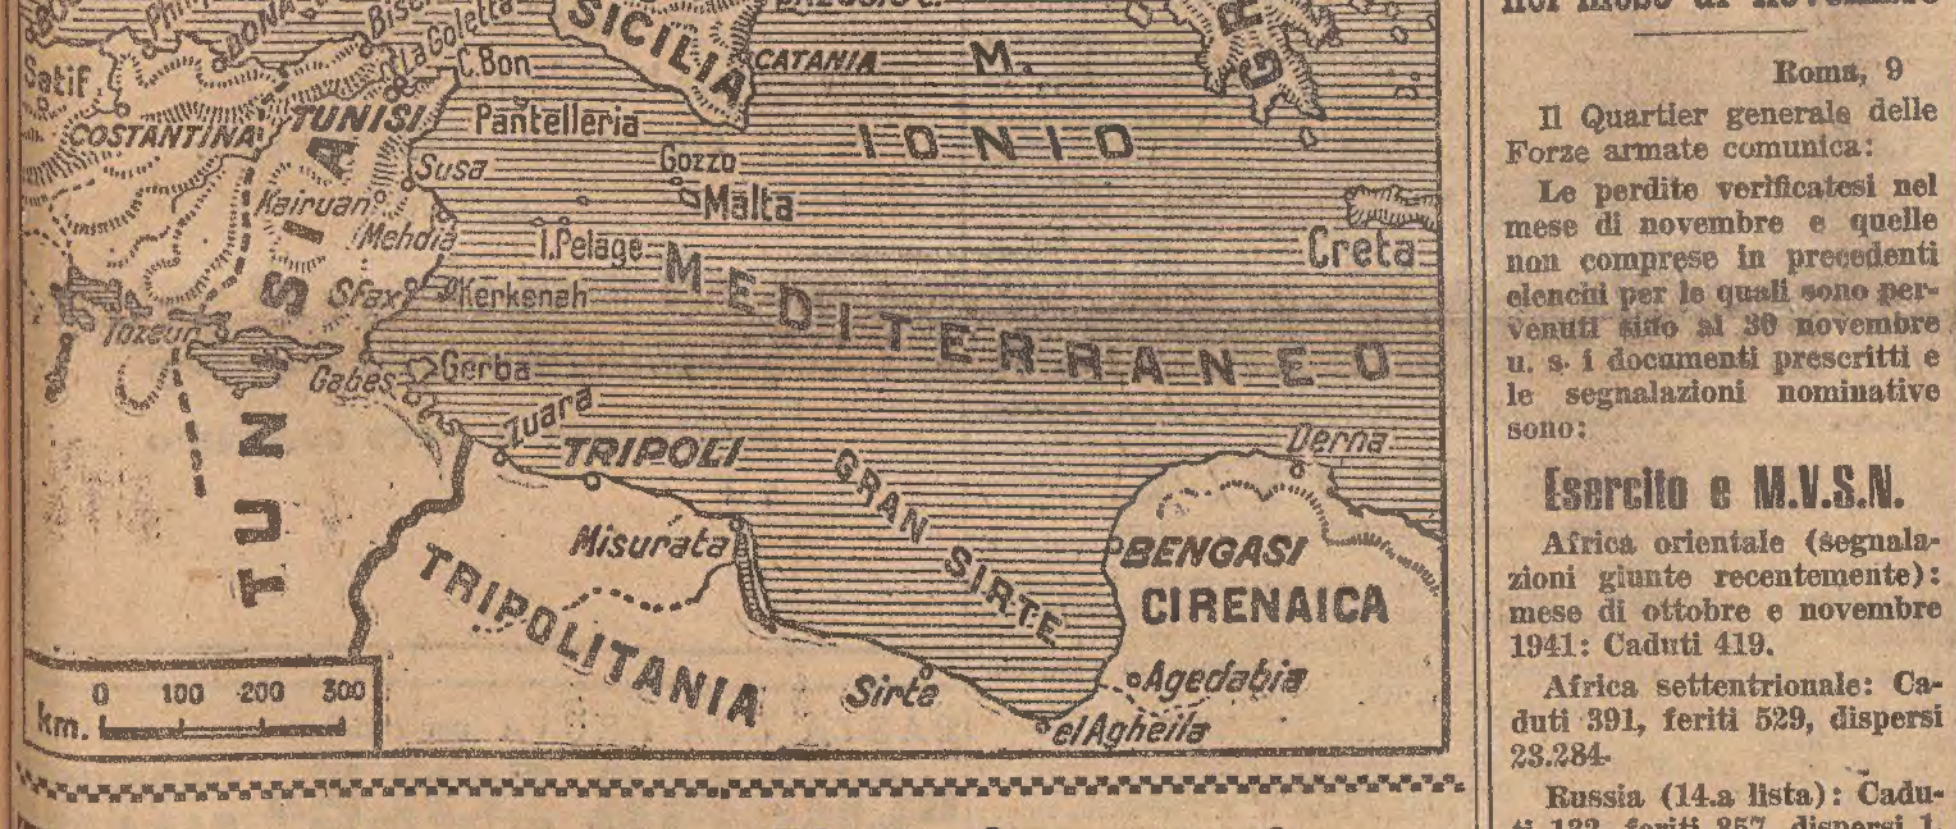 Satif
COSTANTINA
BONA
La Goletta
TUNISI
C. Bon
Pantelleria
SICILIA
CATANIA
M.
IONIO
Susa
Kairuan
Mehdia
Gozzo
Malta
I. Pelage
Creta
MEDITERRANEO
Sfax
Kerkenah
Tozeur
Gabes
Gerba
TUNISIA
Zuara
TRIPOLI
GRAN SIRTE
Derna
Misurata
BENGASI
CIRENAICA
TRIPOLITANIA
Sirte
Agedabia
el Agheila
0 100 200 300
km.
Roma, 9
Il Quartier generale delle
Forze armate comunica:
Le perdite verificatesi nel
mese di novembre e quelle
non comprese in precedenti
elenchi per le quali sono per-
venuti sino al 30 novembre
u. s. i documenti prescritti e
le segnalazioni nominative
sono:
Esercito e M.V.S.N.
Africa orientale (segnala-
zioni giunte recentemente):
mese di ottobre e novembre
1941: Caduti 419.
Africa settentrionale: Ca-
duti 391, feriti 529, dispersi
23.284.
Russia (14.a lista): Cadu-